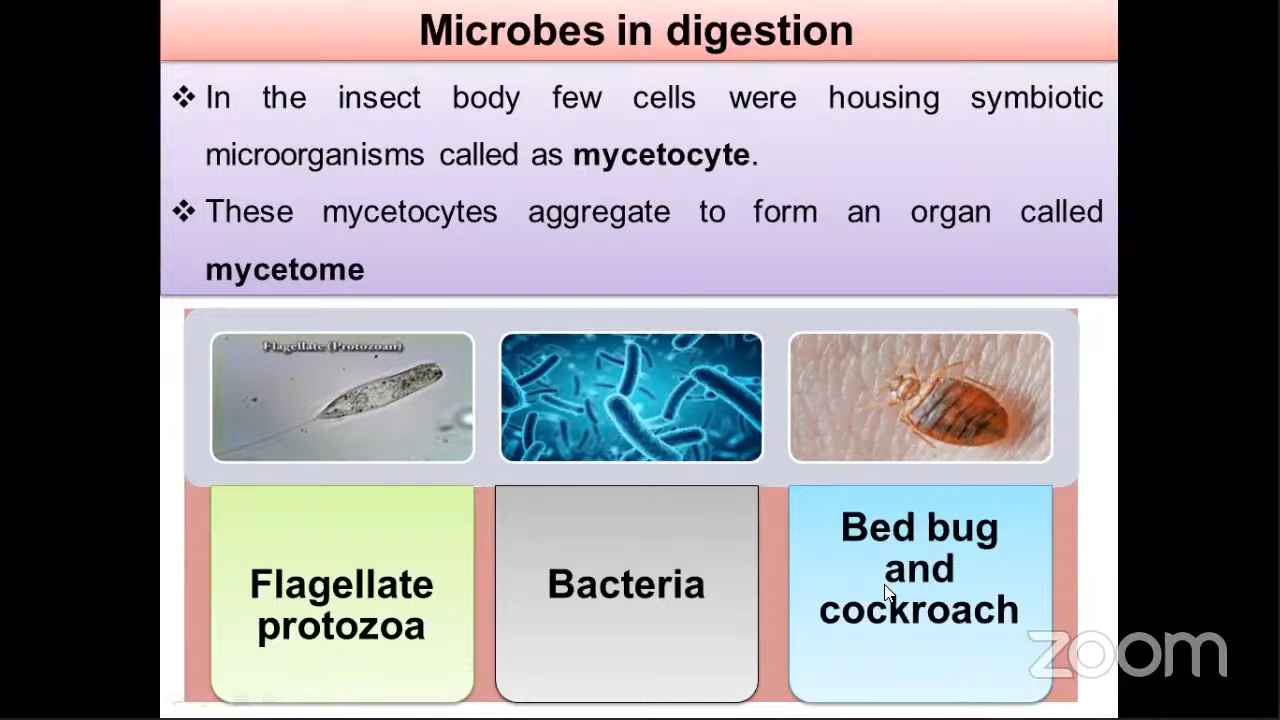 Microbes in digestion
❖ In the insect body few cells were housing symbiotic
microorganisms called as mycetocyte.
❖ These mycetocytes aggregate to form an organ called
mycetome
Flagellate (Protozoan)
Flagellate
protozoa
Bacteria
Bed bug
and
cockroach
zoom